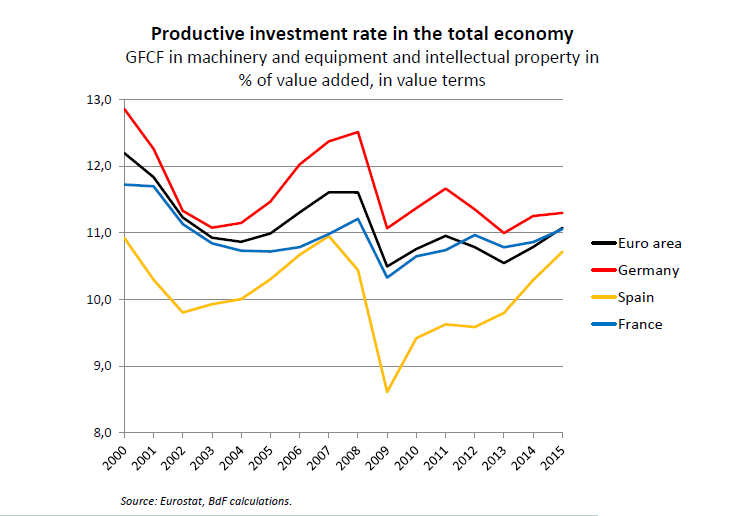 Productive investment rate in the total economy
GFCF in machinery and equipment and intellectual property in
% of value added, in value terms
13,0
12,0
11,0
10,0
9,0
8,0
2000
2001
2002
2003
2004
2005
2006
2007
2008
2009
2010
2011
2012
2013
2014
2015
Euro area
Germany
Spain
France
Source: Eurostat, BdF calculations.